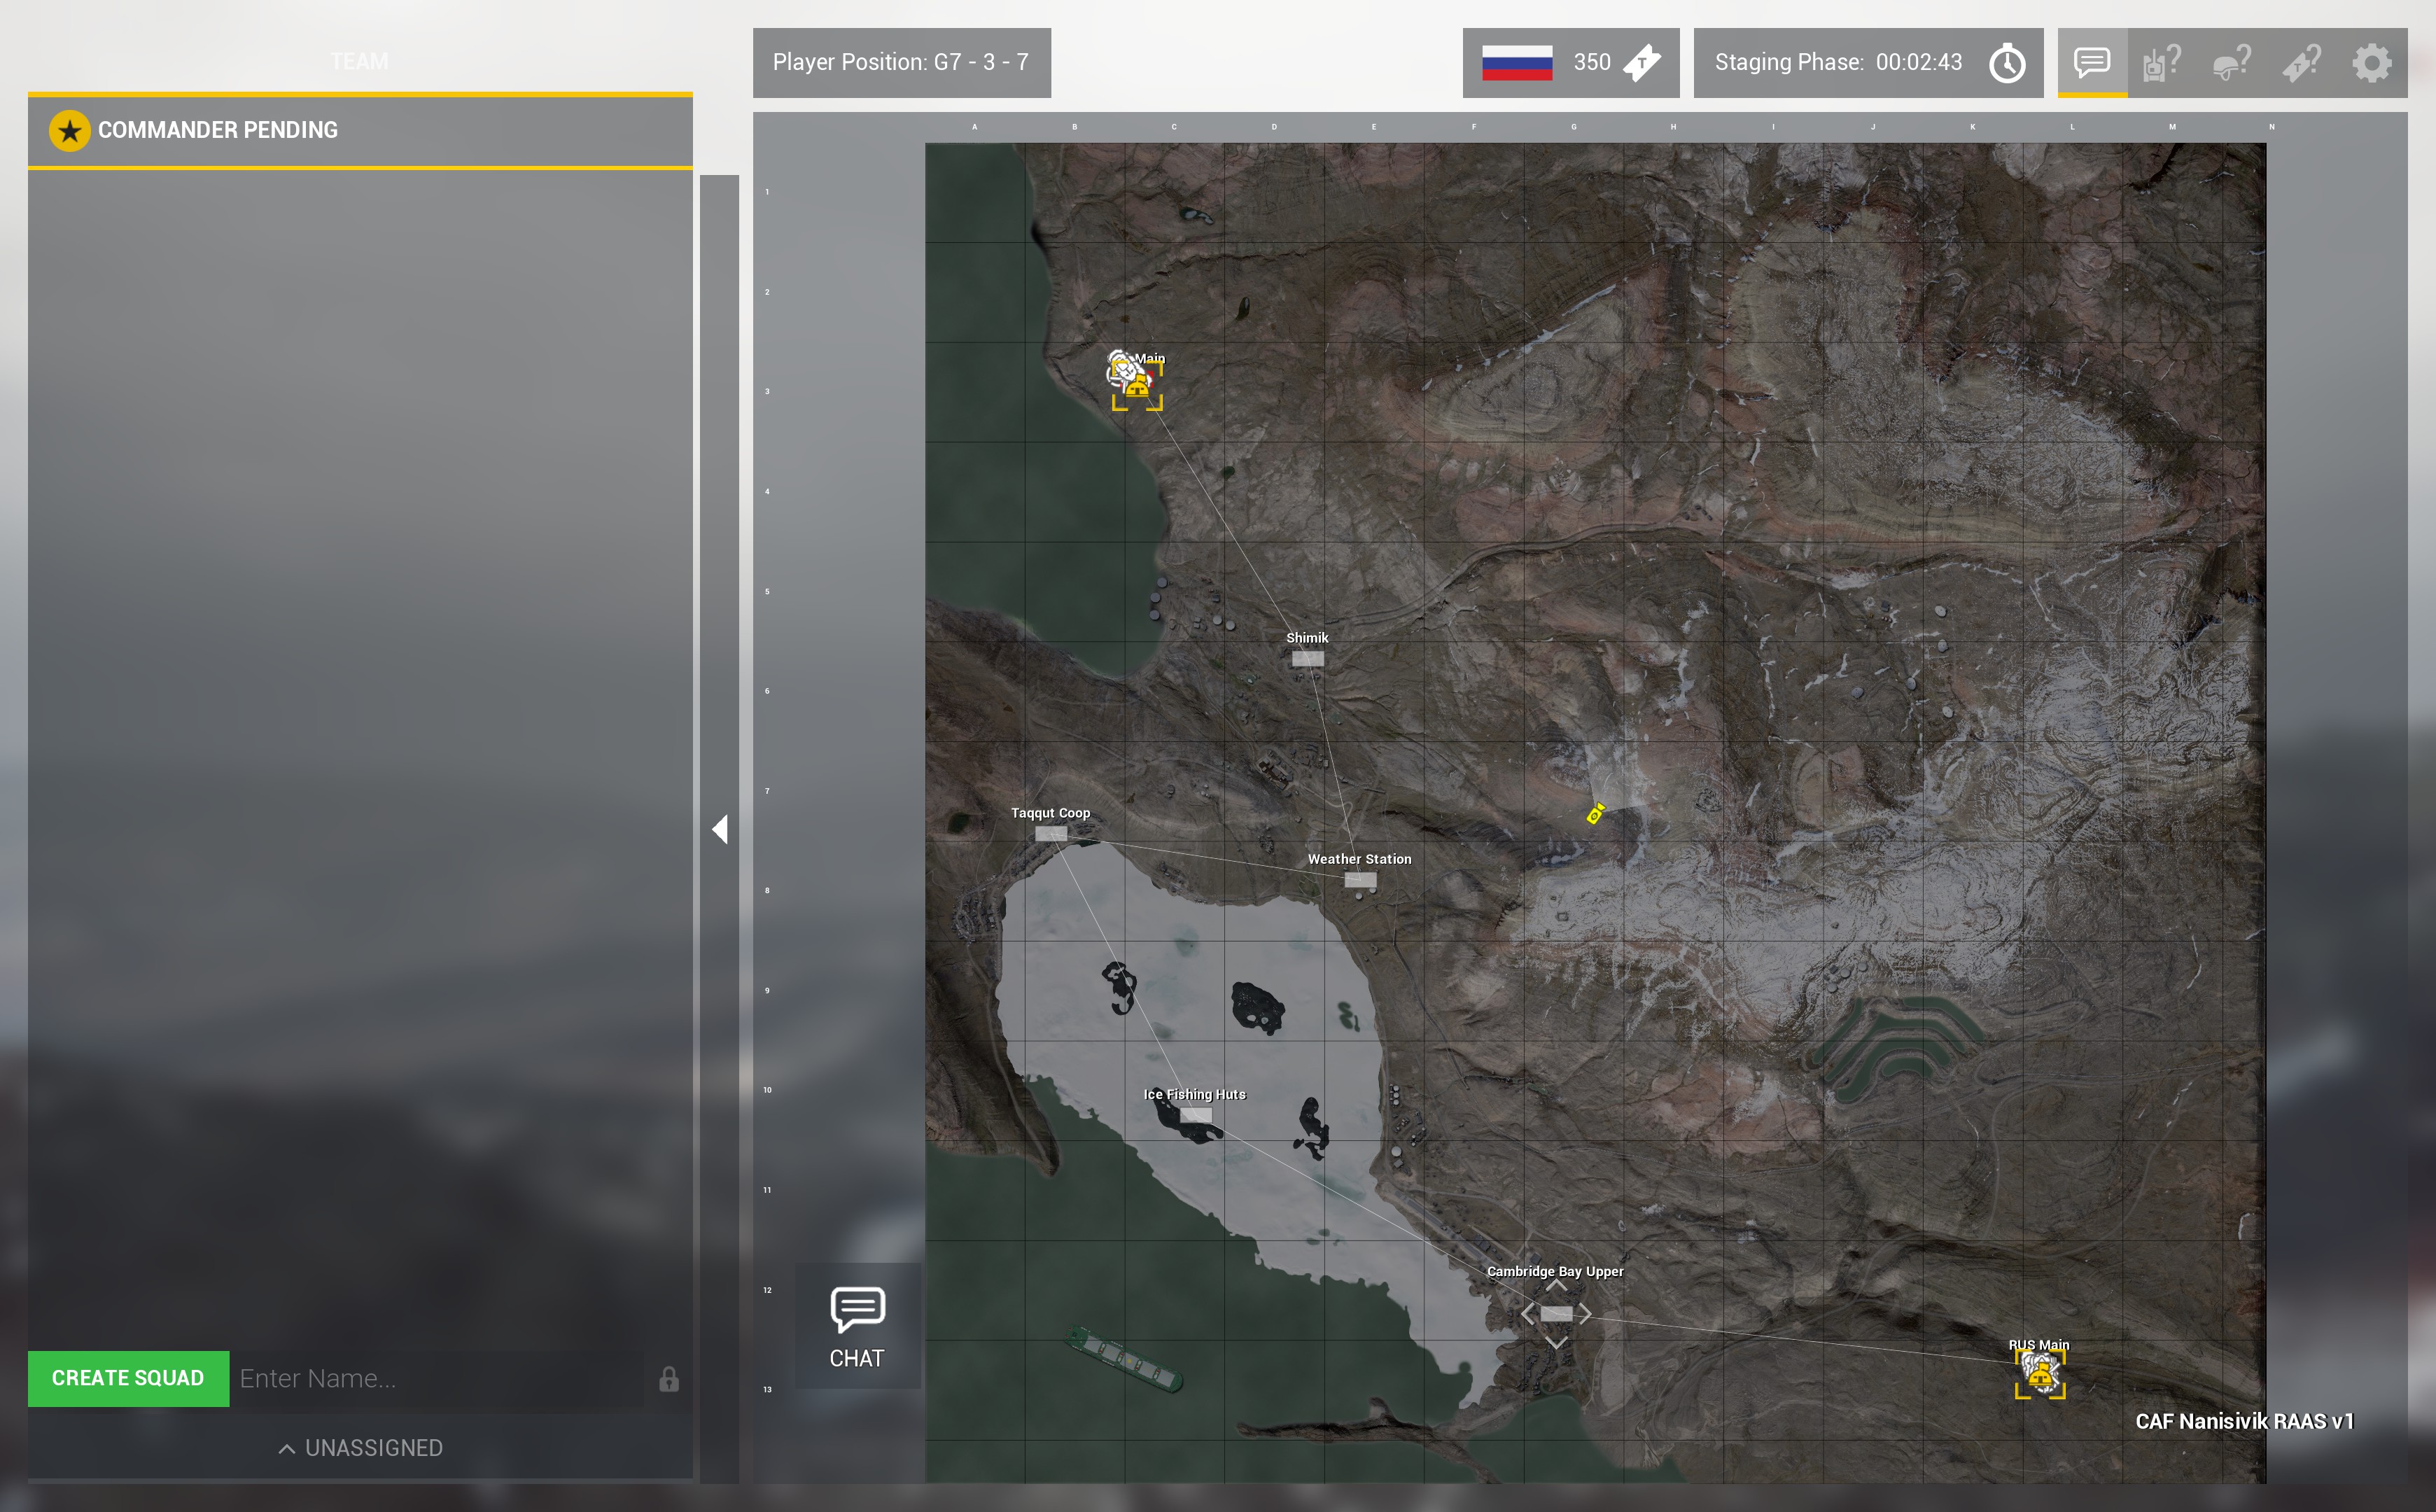 TEAM
COMMANDER PENDING
Player Position: G7 - 3 - 7
350
T
Staging Phase: 00:02:43
?
?
T?
A B C D E F G H I J K L M N
1
2
Main
3
4
5
Shimik
6
7
Taqqut Coop
Weather Station
8
9
10
Ice Fishing Huts
11
Cambridge Bay Upper
12
CHAT
RUS Main
13
CREATE SQUAD
Enter Name...
CAF Nanisivik RAAS v1
UNASSIGNED